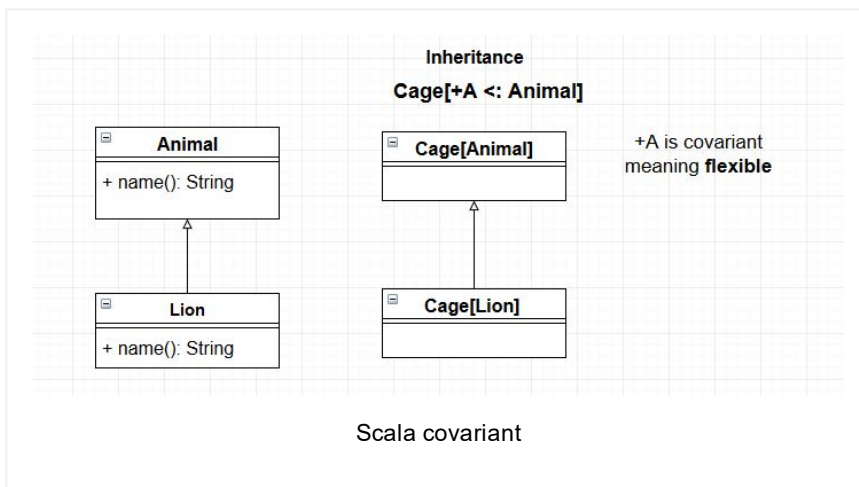 Inheritance
Cage[+A <: Animal]
Animal
+ name(): String
Lion
+ name(): String
Cage[Animal]
Cage[Lion]
+A is covariant
meaning flexible
Scala covariant